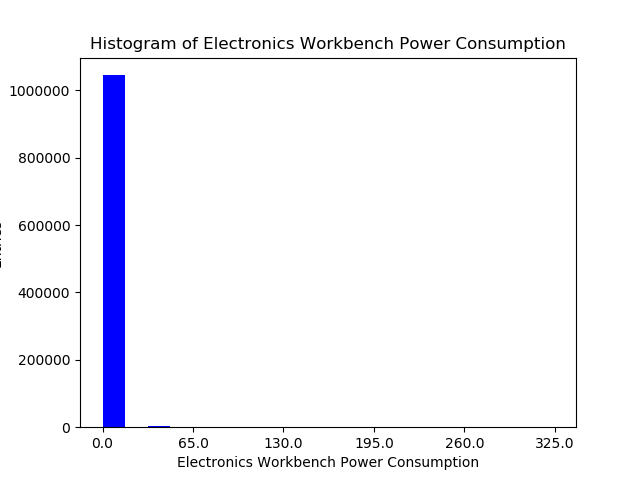 Histogram of Electronics Workbench Power Consumption
1000000
800000
600000
400000
200000
0
0.0 65.0 130.0 195.0 260.0 325.0
Electronics Workbench Power Consumption